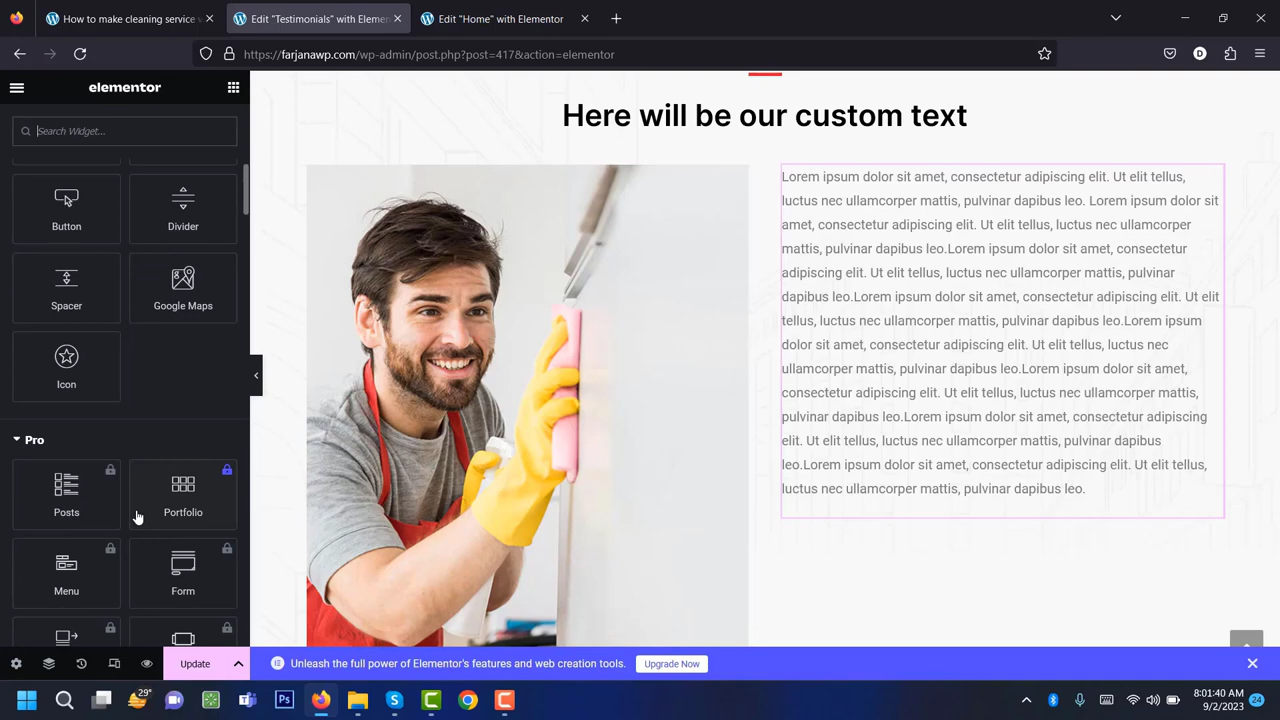 How to make cleaning service w
Edit "Testimonials" with Elemen
Edit "Home" with Elementor
https://farjanawp.com/wp-admin/post.php?post=417&action=elementor
D
elementor
Search Widget...
Button
Divider
Spacer
Google Maps
Icon
Pro
Posts
Portfolio
Menu
Form
Update
Here will be our custom text
Lorem ipsum dolor sit amet, consectetur adipiscing elit. Ut elit tellus,
luctus nec ullamcorper mattis, pulvinar dapibus leo. Lorem ipsum dolor sit
amet, consectetur adipiscing elit. Ut elit tellus, luctus nec ullamcorper
mattis, pulvinar dapibus leo.Lorem ipsum dolor sit amet, consectetur
adipiscing elit. Ut elit tellus, luctus nec ullamcorper mattis, pulvinar
dapibus leo.Lorem ipsum dolor sit amet, consectetur adipiscing elit. Ut elit
tellus, luctus nec ullamcorper mattis, pulvinar dapibus leo.Lorem ipsum
dolor sit amet, consectetur adipiscing elit. Ut elit tellus, luctus nec
ullamcorper mattis, pulvinar dapibus leo.Lorem ipsum dolor sit amet,
consectetur adipiscing elit. Ut elit tellus, luctus nec ullamcorper mattis,
pulvinar dapibus leo.Lorem ipsum dolor sit amet, consectetur adipiscing
elit. Ut elit tellus, luctus nec ullamcorper mattis, pulvinar dapibus
leo.Lorem ipsum dolor sit amet, consectetur adipiscing elit. Ut elit tellus,
luctus nec ullamcorper mattis, pulvinar dapibus leo.
Unleash the full power of Elementor's features and web creation tools.
Upgrade Now
29°
Ps
8:01:40 AM
9/2/2023
24